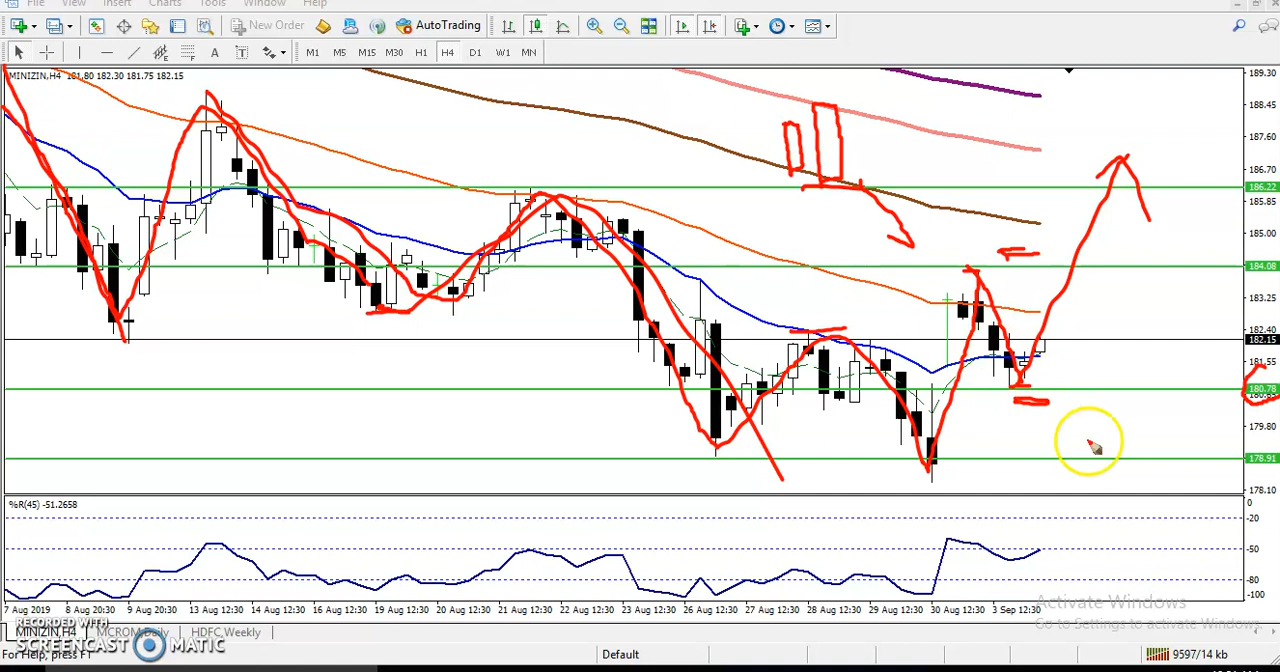 File View Insert Charts Tools Window Help
New Order AutoTrading
A T M1 M5 M15 M30 H1 H4 D1 W1 MN
MINIZIN,H4 181.80 182.30 181.75 182.15
189.30
188.45
187.60
186.70
186.22
185.85
185.00
184.08
183.25
182.40
182.15
181.55
180.78
179.80
178.91
178.10
%R(45) -51.2658
0
-20
-50
-80
-100
7 Aug 2019 8 Aug 20:30 9 Aug 20:30 13 Aug 12:30 14 Aug 12:30 16 Aug 12:30 19 Aug 12:30 20 Aug 12:30 21 Aug 12:30 22 Aug 12:30 23 Aug 12:30 26 Aug 12:30 27 Aug 12:30 28 Aug 12:30 29 Aug 12:30 30 Aug 12:30 3 Sep 12:30
Activate Windows
Go to Settings to activate Windows.
RECORDED WITH
MINIZIN,H4 MCROM,Daily HDFC,Weekly
SCREENCAST MATIC
For Help, press F1 Default 9597/14 kb